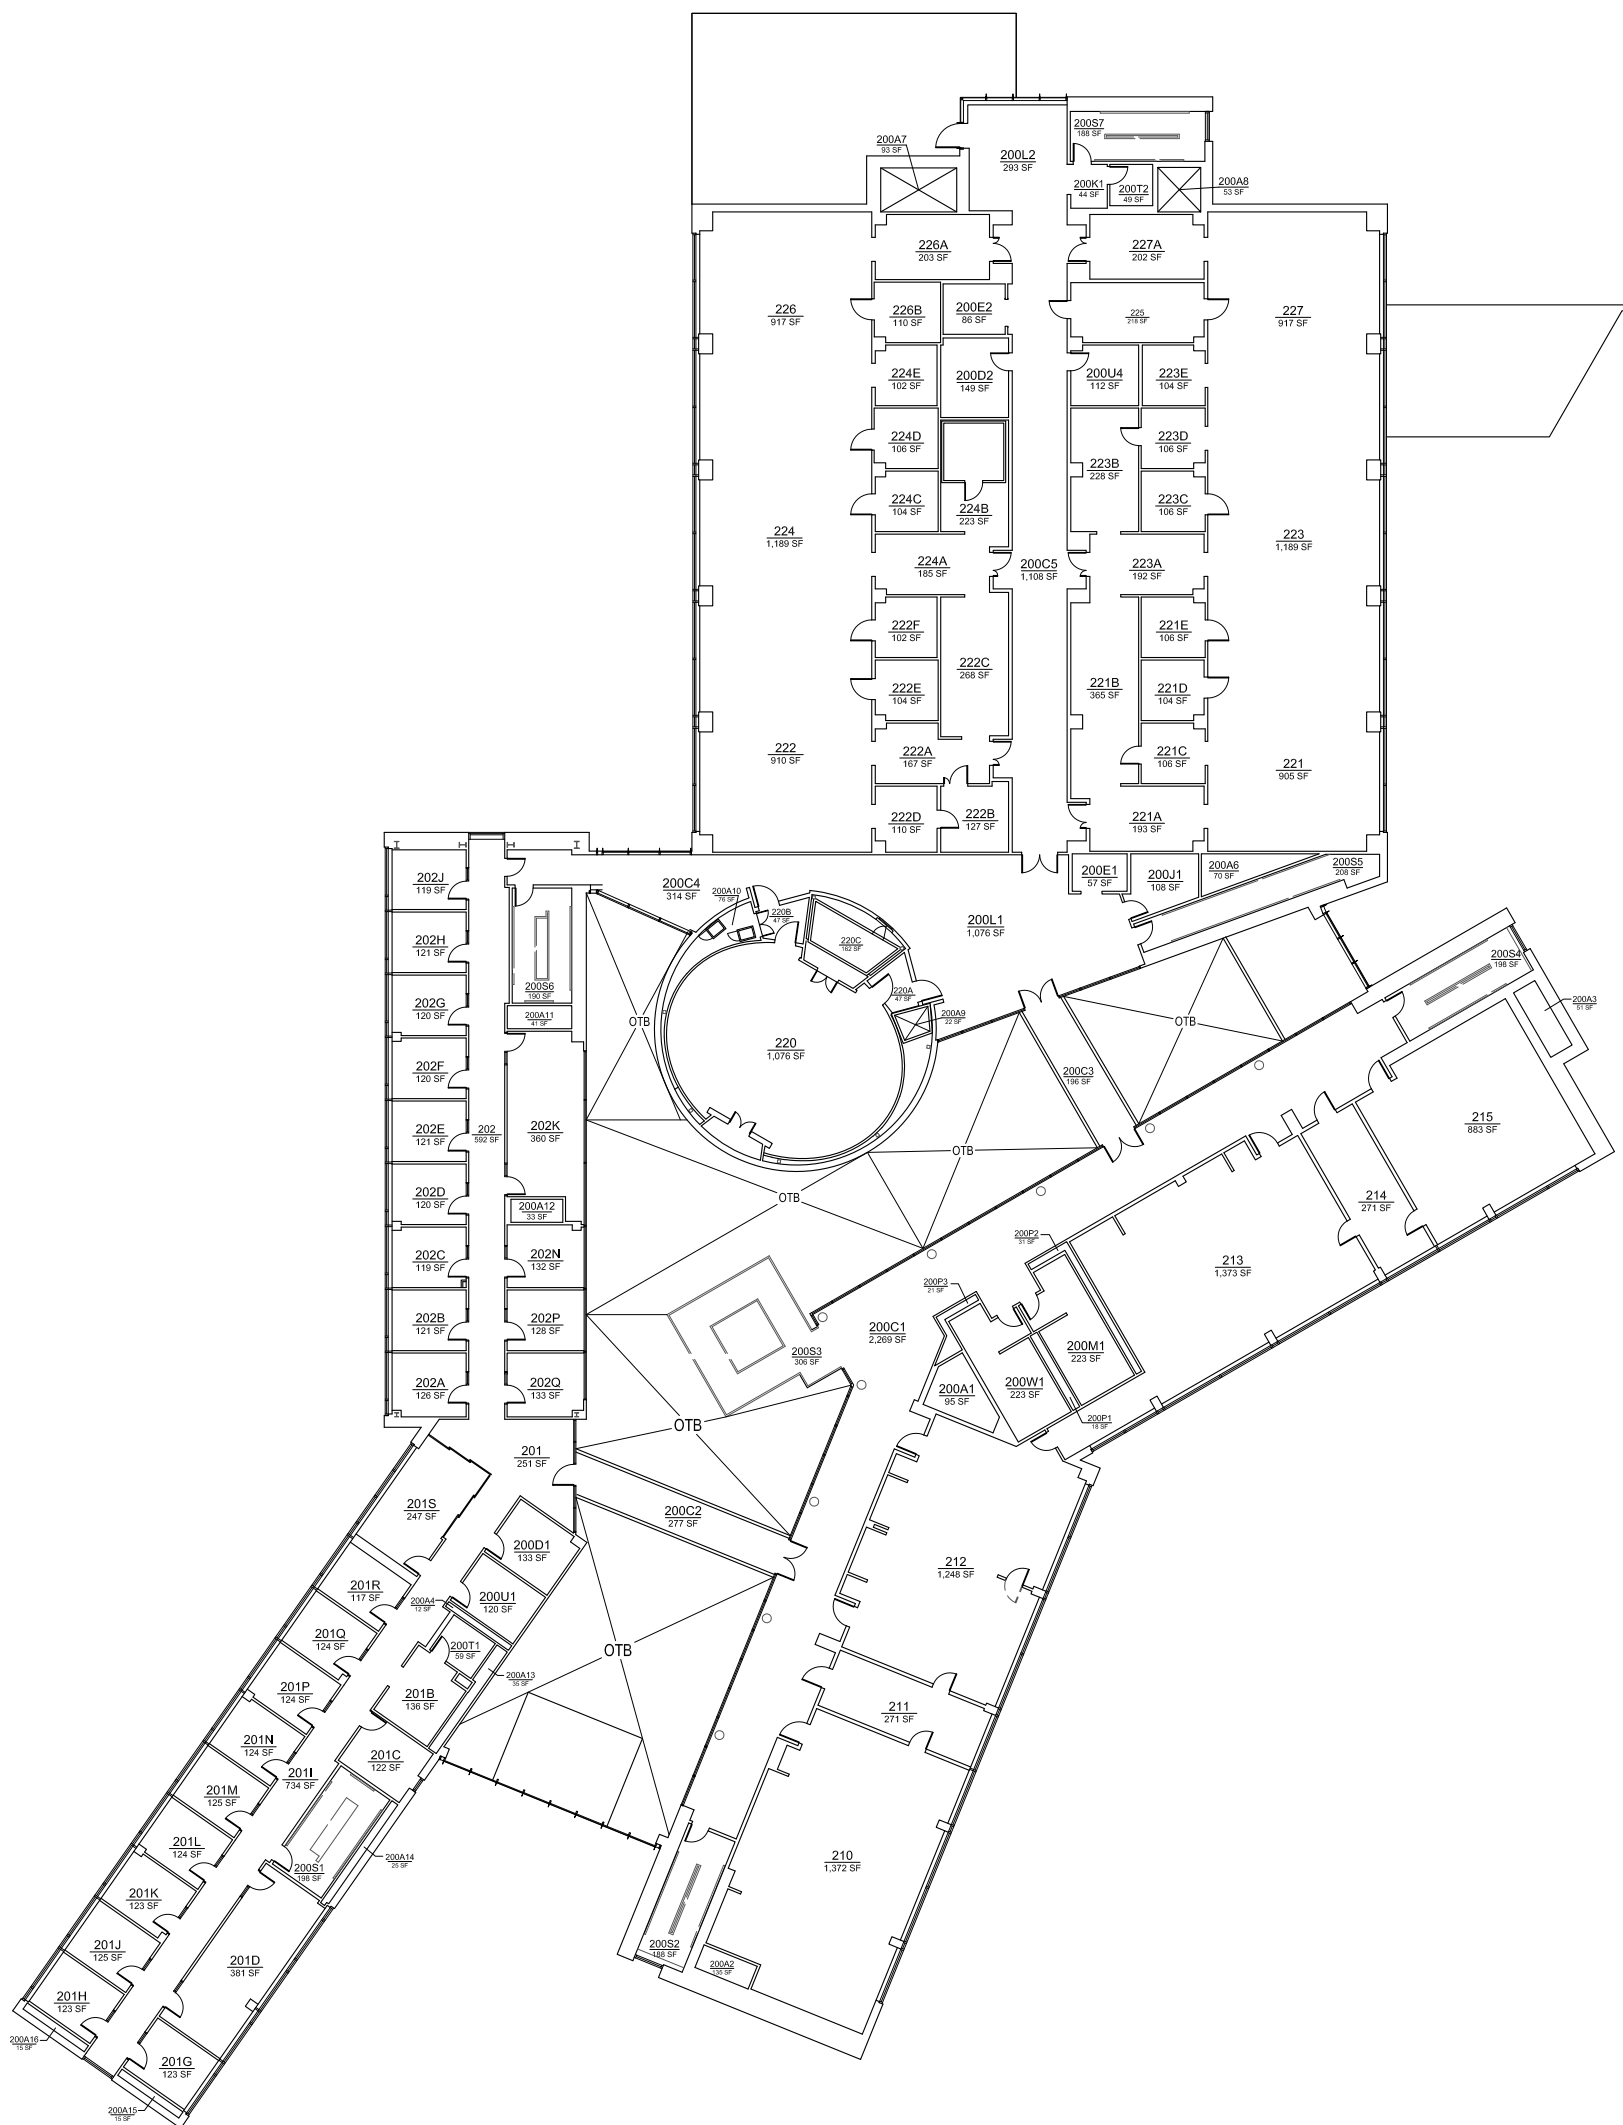 200A7
93 SF
200S7
188 SF
200L2
293 SF
200K1
44 SF
200T2
49 SF
200A8
53 SF
226A
203 SF
227A
202 SF
226
917 SF
226B
110 SF
200E2
86 SF
225
218 SF
227
917 SF
224E
102 SF
200D2
149 SF
200U4
112 SF
223E
104 SF
224D
106 SF
223D
106 SF
223B
228 SF
224C
104 SF
224B
223 SF
223C
106 SF
224
1,189 SF
224A
185 SF
200C5
1,108 SF
223A
192 SF
223
1,189 SF
222F
102 SF
221E
106 SF
222C
268 SF
222E
104 SF
221B
365 SF
221D
104 SF
222
910 SF
222A
167 SF
221C
106 SF
221
905 SF
222D
110 SF
222B
127 SF
221A
193 SF
202J
119 SF
200C4
314 SF
200A10
76 SF
220B
47 SF
200E1
57 SF
200J1
108 SF
200A6
70 SF
200S5
208 SF
200L1
1,076 SF
202H
121 SF
220C
162 SF
200S4
198 SF
202G
120 SF
200S6
190 SF
220A
47 SF
200A3
51 SF
200A11
41 SF
OTB
200A9
22 SF
OTB
220
1,076 SF
202F
120 SF
200C3
196 SF
202E
121 SF
202
592 SF
202K
360 SF
215
883 SF
OTB
202D
120 SF
200A12
33 SF
OTB
214
271 SF
202C
119 SF
202N
132 SF
200P2
31 SF
213
1,373 SF
200P3
21 SF
202B
121 SF
202P
128 SF
200C1
2,269 SF
200S3
306 SF
200M1
223 SF
202A
126 SF
202Q
133 SF
200A1
95 SF
200W1
223 SF
200P1
18 SF
OTB
201
251 SF
201S
247 SF
200C2
277 SF
200D1
133 SF
212
1,248 SF
201R
117 SF
200A4
12 SF
200U1
120 SF
201Q
124 SF
200T1
59 SF
OTB
200A13
35 SF
201P
124 SF
201B
136 SF
211
271 SF
201N
124 SF
201C
122 SF
201I
734 SF
201M
125 SF
201L
124 SF
200S1
198 SF
200A14
25 SF
210
1,372 SF
201K
123 SF
201J
125 SF
201D
381 SF
200S2
188 SF
200A2
135 SF
201H
123 SF
200A16
15 SF
201G
123 SF
200A15
15 SF